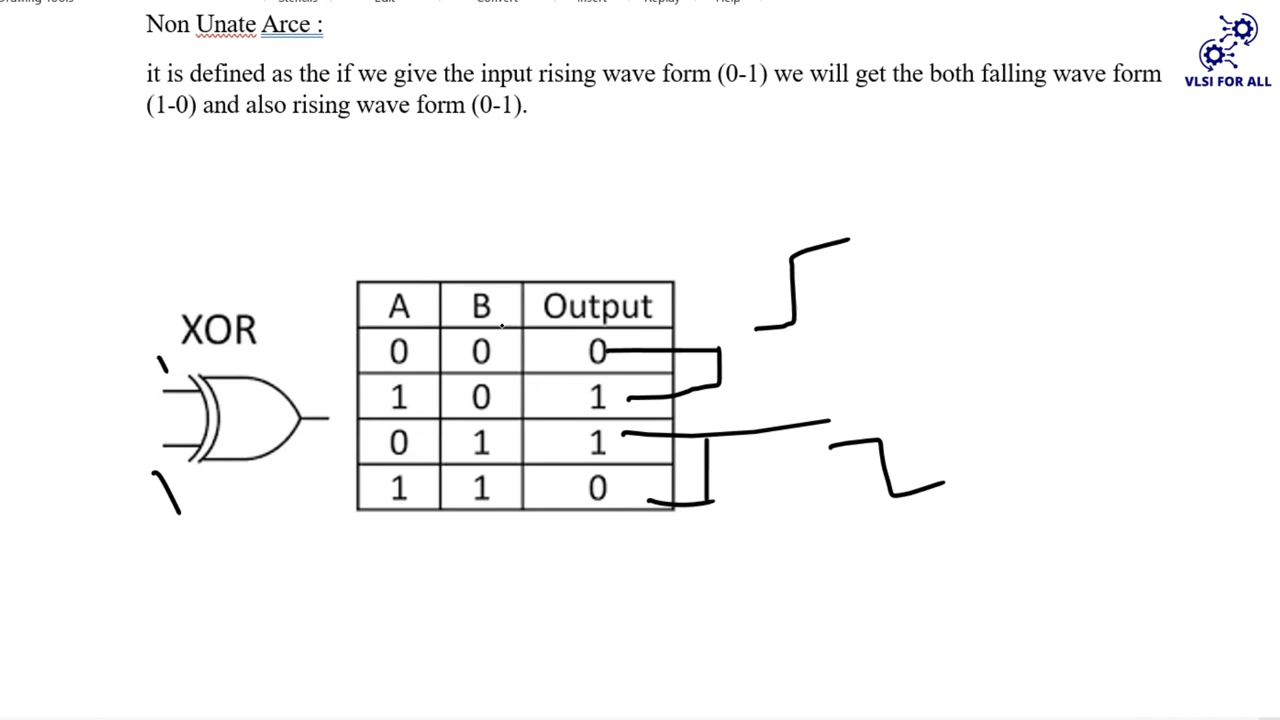 Non Unate Arce :
it is defined as the if we give the input rising wave form (0-1) we will get the both falling wave form
(1-0) and also rising wave form (0-1).
VLSI FOR ALL
XOR
A B Output
0 0 0
1 0 1
0 1 1
1 1 0